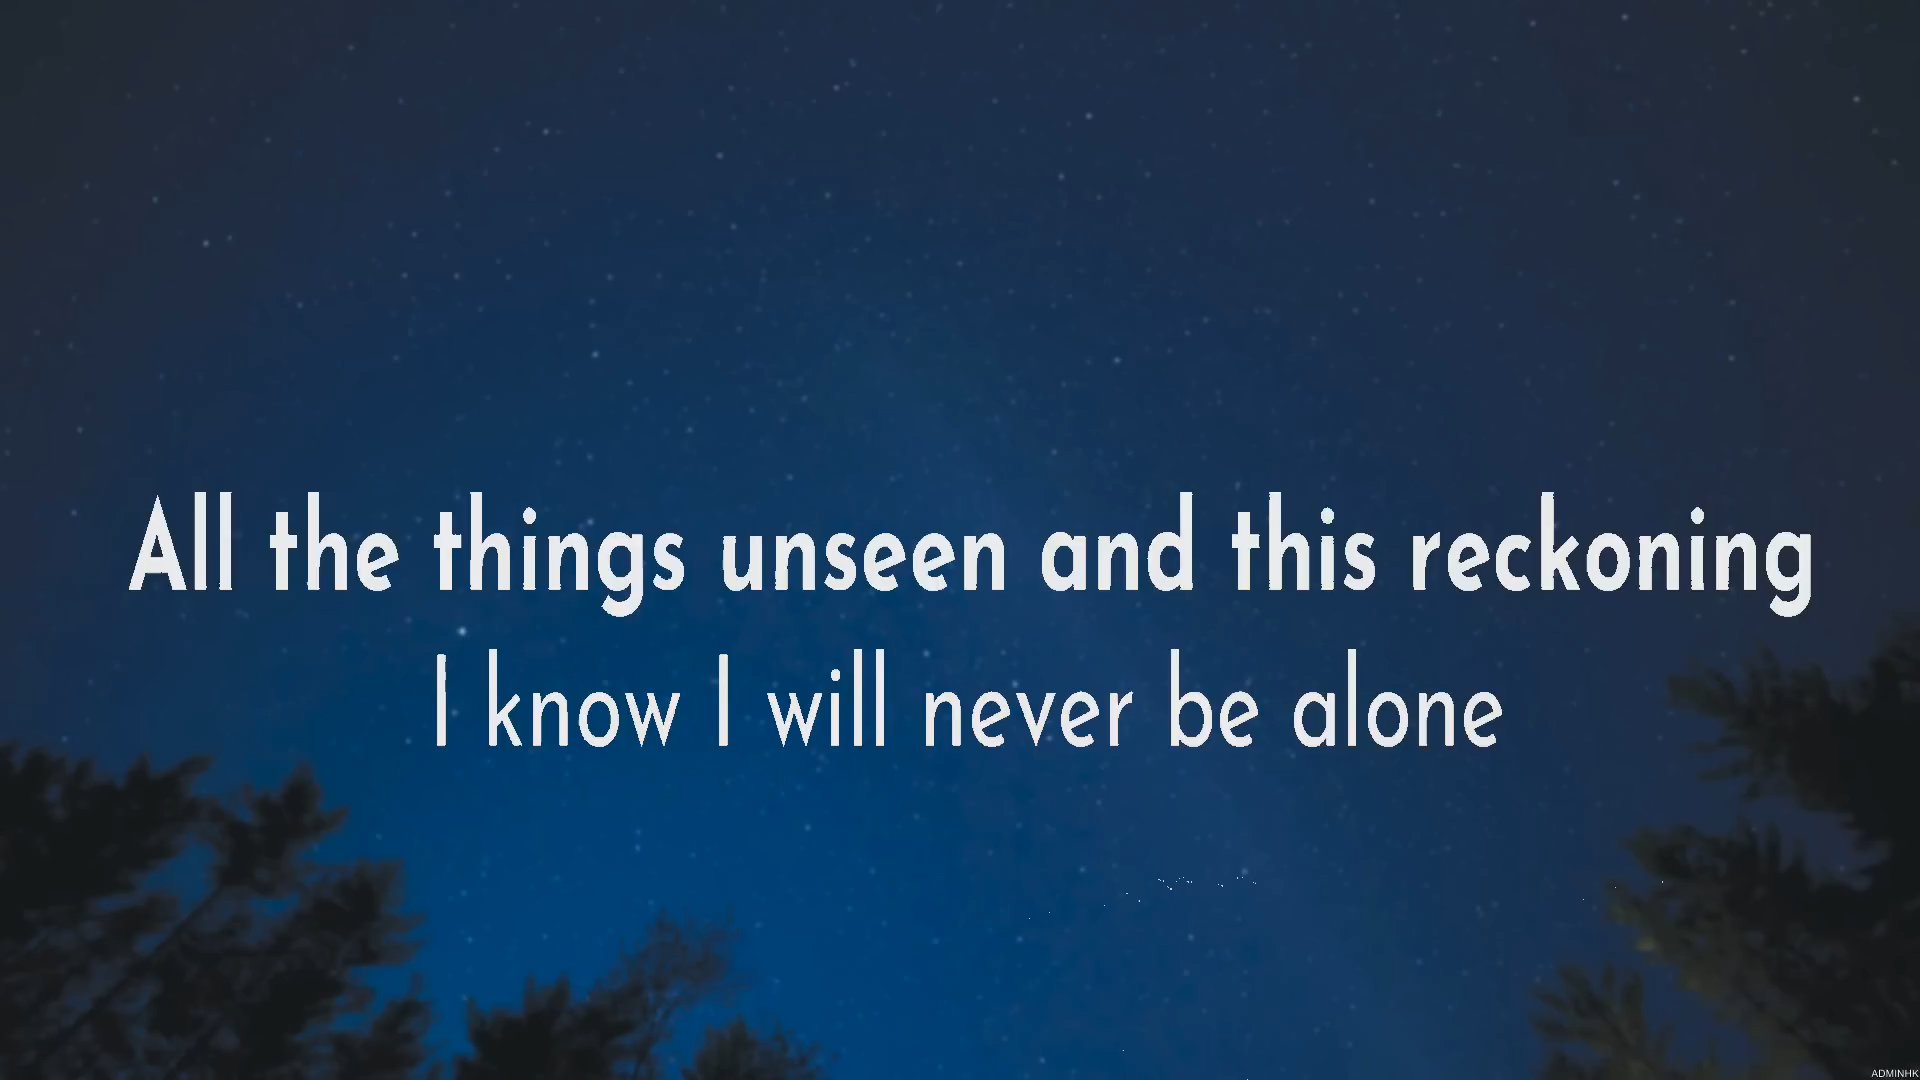 All the things unseen and this reckoning
I know I will never be alone
ADMINHK